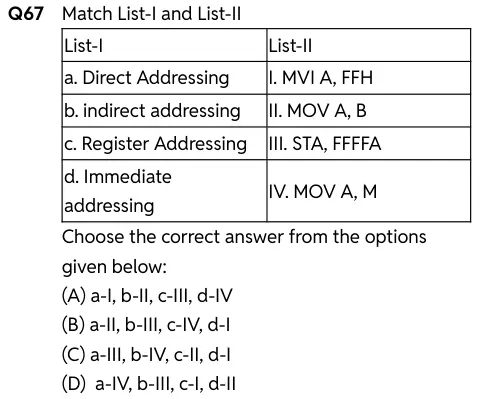 Q67 Match List-I and List-II
List-I List-II
a. Direct Addressing I. MVI A, FFH
b. indirect addressing II. MOV A, B
c. Register Addressing III. STA, FFFFA
d. Immediate
addressing IV. MOV A, M
Choose the correct answer from the options
given below:
(A) a-I, b-II, c-III, d-IV
(B) a-II, b-III, c-IV, d-I
(C) a-III, b-IV, c-II, d-I
(D) a-IV, b-III, c-I, d-II